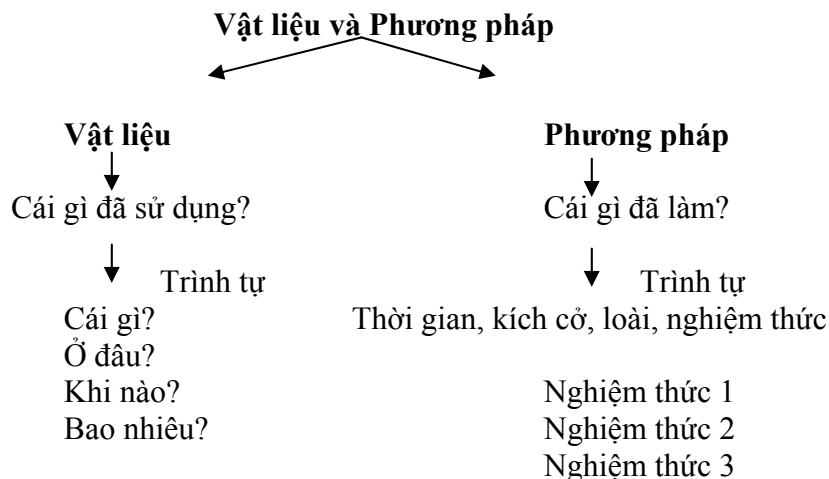 Vật liệu và Phương pháp
Vật liệu Phương pháp
Cái gì đã sử dụng? Cái gì đã làm?
Trình tự Trình tự
Cái gì? Thời gian, kích cở, loài, nghiệm thức
Ở đâu?
Khi nào? Nghiệm thức 1
Bao nhiêu? Nghiệm thức 2
Nghiệm thức 3